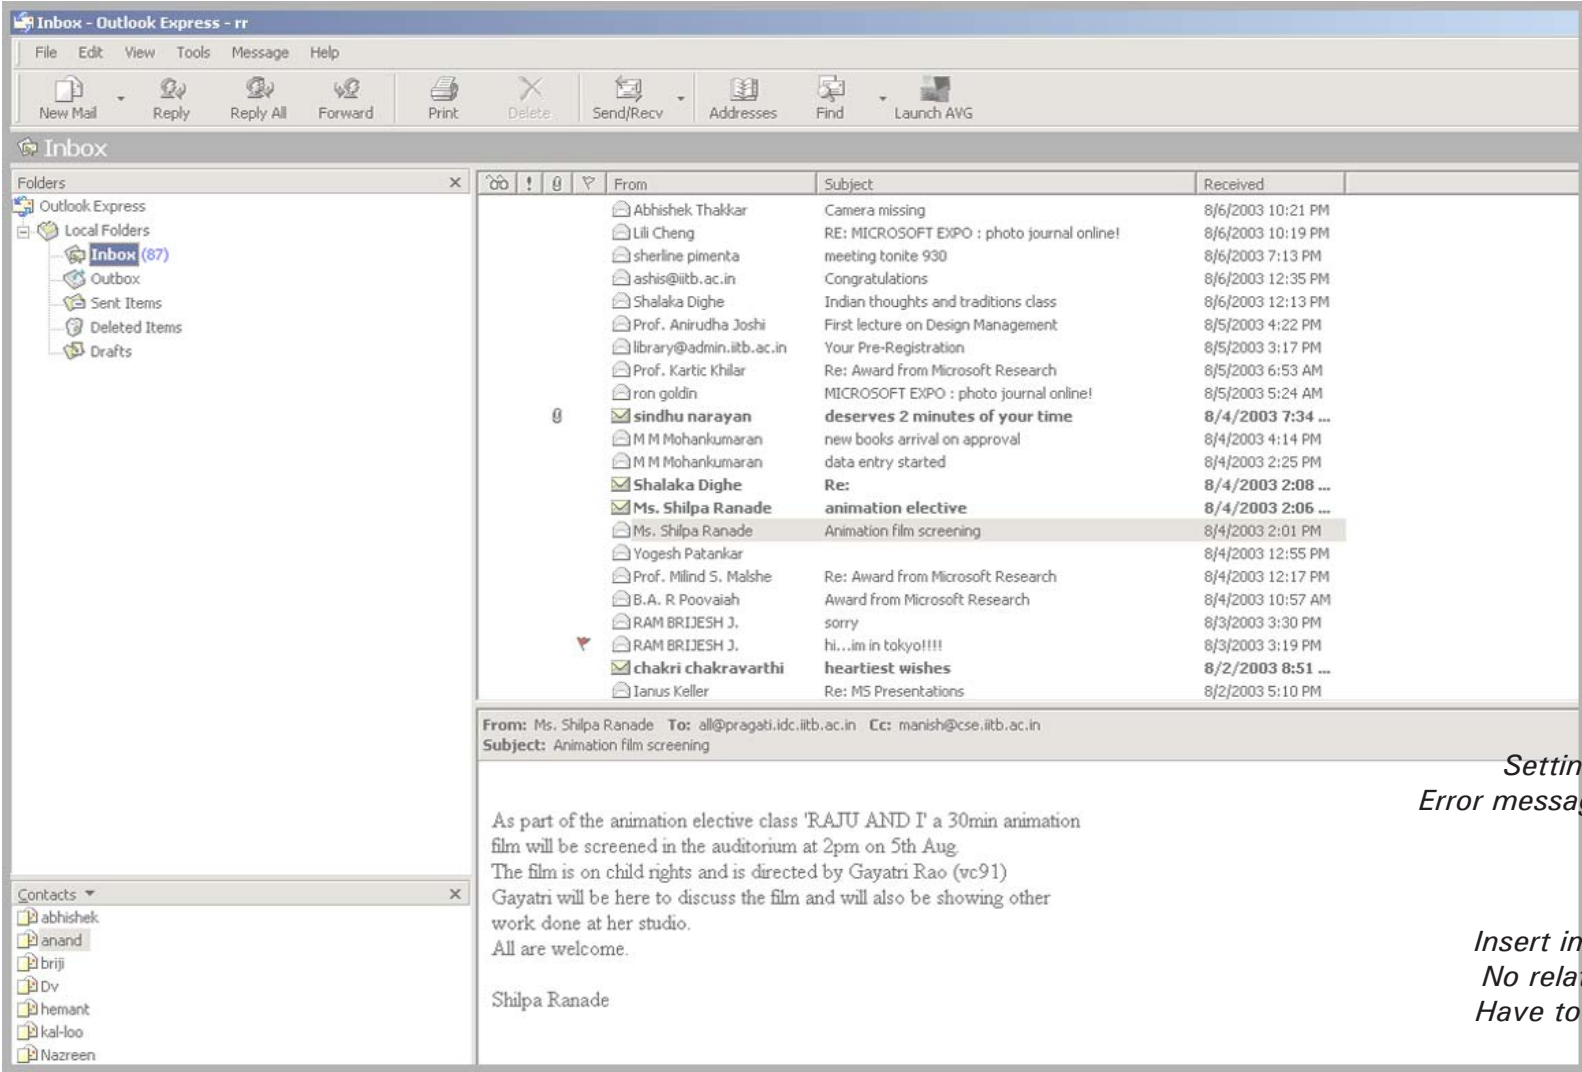 Inbox - Outlook Express - rr
File Edit View Tools Message Help
New Mail Reply Reply All Forward Print Delete Send/Recv Addresses Find Launch AVG
Inbox
Folders
Outlook Express
Local Folders
Inbox (87)
Outbox
Sent Items
Deleted Items
Drafts
! From Subject Received
Abhishek Thakkar Camera missing 8/6/2003 10:21 PM
Lili Cheng RE: MICROSOFT EXPO : photo journal online! 8/6/2003 10:19 PM
sherline pimenta meeting tonite 930 8/6/2003 7:13 PM
ashis@iitb.ac.in Congratulations 8/6/2003 12:35 PM
Shalaka Dighe Indian thoughts and traditions class 8/6/2003 12:13 PM
Prof. Anirudha Joshi First lecture on Design Management 8/5/2003 4:22 PM
library@admin.iitb.ac.in Your Pre-Registration 8/5/2003 3:17 PM
Prof. Kartic Khilar Re: Award from Microsoft Research 8/5/2003 6:53 AM
ron goldin MICROSOFT EXPO : photo journal online! 8/5/2003 5:24 AM
sindhu narayan deserves 2 minutes of your time 8/4/2003 7:34 ...
M M Mohankumaran new books arrival on approval 8/4/2003 4:14 PM
M M Mohankumaran data entry started 8/4/2003 2:25 PM
Shalaka Dighe Re: 8/4/2003 2:08 ...
Ms. Shilpa Ranade animation elective 8/4/2003 2:06 ...
Ms. Shilpa Ranade Animation film screening 8/4/2003 2:01 PM
Yogesh Patankar 8/4/2003 12:55 PM
Prof. Milind S. Malshe Re: Award from Microsoft Research 8/4/2003 12:17 PM
B.A. R Poovaiah Award from Microsoft Research 8/4/2003 10:57 AM
RAM BRIJESH J. sorry 8/3/2003 3:30 PM
RAM BRIJESH J. hi...im in tokyo!!!! 8/3/2003 3:19 PM
chakri chakravarthi heartiest wishes 8/2/2003 8:51 ...
Ianus Keller Re: MS Presentations 8/2/2003 5:10 PM
From: Ms. Shilpa Ranade To: all@pragati.idc.iitb.ac.in Cc: manish@cse.iitb.ac.in
Subject: Animation film screening
As part of the animation elective class 'RAJU AND I' a 30min animation
film will be screened in the auditorium at 2pm on 5th Aug.
The film is on child rights and is directed by Gayatri Rao (vc91)
Gayatri will be here to discuss the film and will also be showing other
work done at her studio.
All are welcome.
Shilpa Ranade
Contacts
abhishek
anand
briji
Dv
hemant
kal-loo
Nazreen
Settin
Error messag
Insert in
No relat
Have to